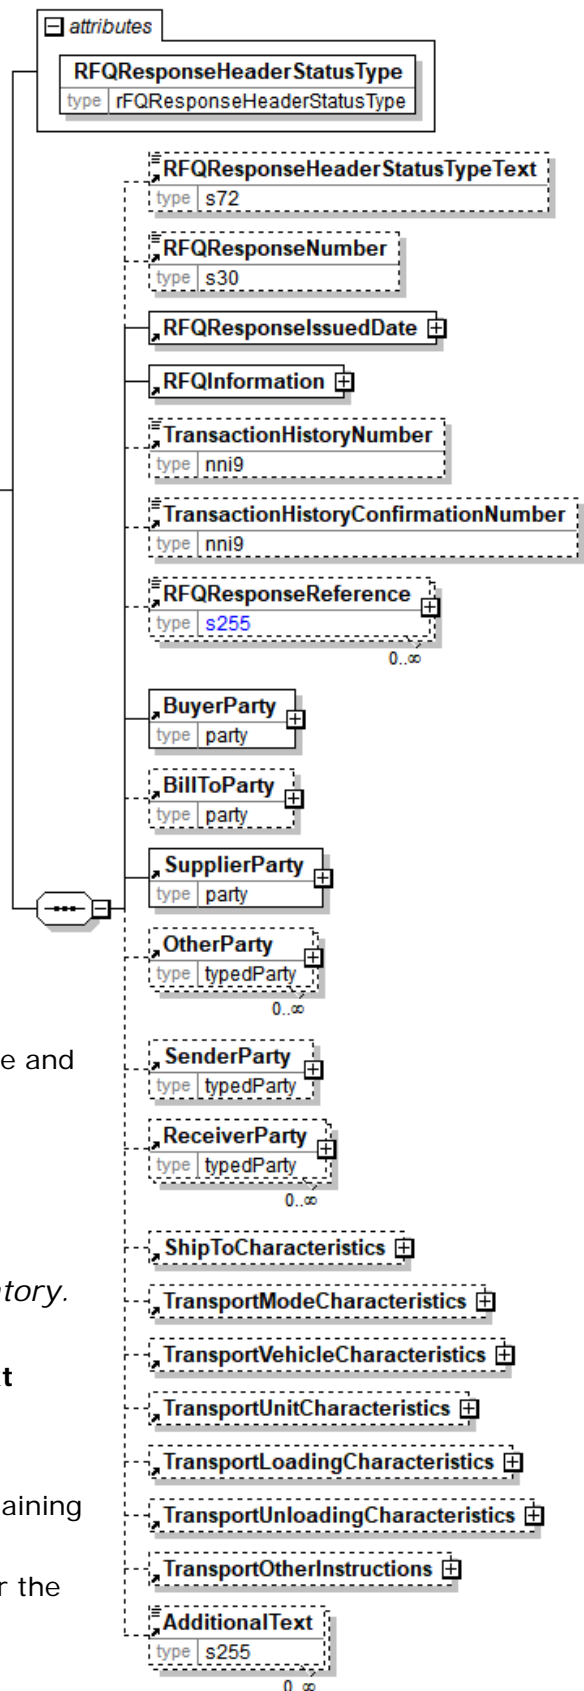 attributes
RFQResponseHeaderStatusType
type rFQResponseHeaderStatusType
RFQResponseHeaderStatusTypeText
type s72
RFQResponseNumber
type s30
RFQResponseIssuedDate
RFQInformation
TransactionHistoryNumber
type nni9
TransactionHistoryConfirmationNumber
type nni9
RFQResponseReference
type s255
0..∞
BuyerParty
type party
BillToParty
type party
SupplierParty
type party
OtherParty
type typedParty
0..∞
e and
SenderParty
type typedParty
ReceiverParty
type typedParty
0..∞
ShipToCharacteristics
tory.
TransportModeCharacteristics
TransportVehicleCharacteristics
t
TransportUnitCharacteristics
TransportLoadingCharacteristics
aining
TransportUnloadingCharacteristics
TransportOtherInstructions
r the
AdditionalText
type s255
0..∞